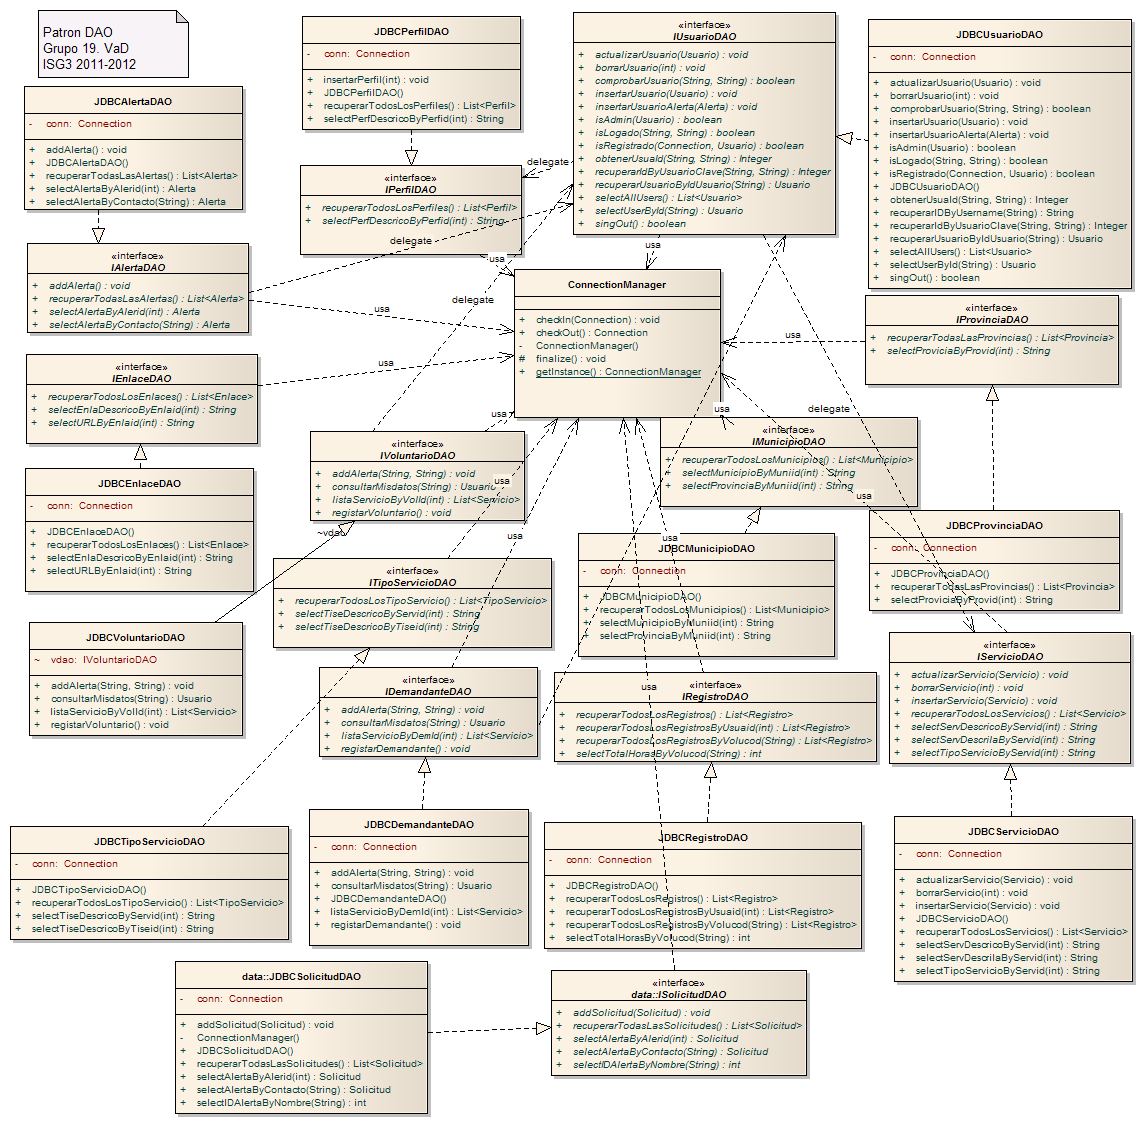 Patron DAO
Grupo 19. VaD
ISG3 2011-2012
JDBCAlertaDAO
- conn: Connection
+ addAlerta() : void
+ JDBCAlertaDAO()
+ recuperarTodasLasAlertas() : List<Alerta>
+ selectAlertaByAlerid(int) : Alerta
+ selectAlertaByContacto(String) : Alerta
JDBCPerfilDAO
- conn: Connection
+ insertarPerfil(int) : void
+ JDBCPerfilDAO()
+ recuperarTodosLosPerfiles() : List<Perfil>
+ selectPerfDescricoByPerfid(int) : String
«interface»
IUsuarioDAO
+ actualizarUsuario(Usuario) : void
+ borrarUsuario(int) : void
+ comprobarUsuario(String, String) : boolean
+ insertarUsuario(Usuario) : void
+ insertarUsuarioAlerta(Alerta) : void
+ isAdmin(Usuario) : boolean
+ isLogado(String, String) : boolean
+ isRegistrado(Connection, Usuario) : boolean
+ obtenerUsuaId(String, String) : Integer
+ recuperarIdByUsuarioClave(String, String) : Integer
+ recuperarUsuarioByIdUsuario(String) : Usuario
+ selectAllUsers() : List<Usuario>
+ selectUserById(String) : Usuario
+ singOut() : boolean
JDBCUsuarioDAO
- conn: Connection
+ actualizarUsuario(Usuario) : void
+ borrarUsuario(int) : void
+ comprobarUsuario(String, String) : boolean
+ insertarUsuario(Usuario) : void
+ insertarUsuarioAlerta(Alerta) : void
+ isAdmin(Usuario) : boolean
+ isLogado(String, String) : boolean
+ isRegistrado(Connection, Usuario) : boolean
+ JDBCUsuarioDAO()
+ obtenerUsuaId(String, String) : Integer
+ recuperarIDByUsername(String) : String
+ recuperarIdByUsuarioClave(String, String) : Integer
+ recuperarUsuarioByIdUsuario(String) : Usuario
+ selectAllUsers() : List<Usuario>
+ selectUserById(String) : Usuario
+ singOut() : boolean
«interface»
IPerfilDAO
+ recuperarTodosLosPerfiles() : List<Perfil>
+ selectPerfDescricoByPerfid(int) : String
delegate
delegate
usa
usa
«interface»
IAlertaDAO
+ addAlerta() : void
+ recuperarTodasLasAlertas() : List<Alerta>
+ selectAlertaByAlerid(int) : Alerta
+ selectAlertaByContacto(String) : Alerta
delegate
usa
ConnectionManager
+ checkIn(Connection) : void
+ checkOut() : Connection
- ConnectionManager()
# finalize() : void
+ getInstance() : ConnectionManager
usa
«interface»
IProvinciaDAO
+ recuperarTodasLasProvincias() : List<Provincia>
+ selectProviciaByProvid(int) : String
usa
«interface»
IEnlaceDAO
+ recuperarTodosLosEnlaces() : List<Enlace>
+ selectEnlaDescricoByEnlaid(int) : String
+ selectURLByEnlaid(int) : String
usa
usa
delegate
«interface»
IVoluntarioDAO
+ addAlerta(String, String) : void
+ consultarMisdatos(String) : Usuario
+ listaServicioByVolId(int) : List<Servicio>
+ registarVoluntario() : void
usa
«interface»
IMunicipioDAO
+ recuperarTodosLosMunicipios() : List<Municipio>
+ selectMunicipioByMuniid(int) : String
+ selectProvinciaByMuniid(int) : String
usa
JDBCEnlaceDAO
- conn: Connection
+ JDBCEnlaceDAO()
+ recuperarTodosLosEnlaces() : List<Enlace>
+ selectEnlaDescricoByEnlaid(int) : String
+ selectURLByEnlaid(int) : String
~vdao
usa
usa
JDBCMunicipioDAO
- conn: Connection
+ JDBCMunicipioDAO()
+ recuperarTodosLosMunicipios() : List<Municipio>
+ selectMunicipioByMuniid(int) : String
+ selectProvinciaByMuniid(int) : String
JDBCProvinciaDAO
- conn: Connection
+ JDBCProvinciaDAO()
+ recuperarTodasLasProvincias() : List<Provincia>
+ selectProviciaByProvid(int) : String
«interface»
ITipoServicioDAO
+ recuperarTodosLosTipoServicio() : List<TipoServicio>
+ selectTiseDescricoByServid(int) : String
+ selectTiseDescricoByTiseid(int) : String
JDBCVoluntarioDAO
~ vdao: IVoluntarioDAO
+ addAlerta(String, String) : void
+ consultarMisdatos(String) : Usuario
+ listaServicioByVolId(int) : List<Servicio>
+ registarVoluntario() : void
«interface»
IDemandanteDAO
+ addAlerta(String, String) : void
+ consultarMisdatos(String) : Usuario
+ listaServicioByDemId(int) : List<Servicio>
+ registarDemandante() : void
usa
«interface»
IRegistroDAO
+ recuperarTodosLosRegistros() : List<Registro>
+ recuperarTodosLosRegistrosByUsuaid(int) : List<Registro>
+ recuperarTodosLosRegistrosByVolucod(String) : List<Registro>
+ selectTotalHorasByVolucod(String) : int
«interface»
IServicioDAO
+ actualizarServicio(Servicio) : void
+ borrarServicio(int) : void
+ insertarServicio(Servicio) : void
+ recuperarTodosLosServicios() : List<Servicio>
+ selectServDescricoByServid(int) : String
+ selectServDescrilaByServid(int) : String
+ selectTipoServicioByServid(int) : String
JDBCTipoServicioDAO
- conn: Connection
+ JDBCTipoServicioDAO()
+ recuperarTodosLosTipoServicio() : List<TipoServicio>
+ selectTiseDescricoByServid(int) : String
+ selectTiseDescricoByTiseid(int) : String
JDBCDemandanteDAO
- conn: Connection
+ addAlerta(String, String) : void
+ consultarMisdatos(String) : Usuario
+ JDBCDemandanteDAO()
+ listaServicioByDemId(int) : List<Servicio>
+ registarDemandante() : void
JDBCRegistroDAO
- conn: Connection
+ JDBCRegistroDAO()
+ recuperarTodosLosRegistros() : List<Registro>
+ recuperarTodosLosRegistrosByUsuaid(int) : List<Registro>
+ recuperarTodosLosRegistrosByVolucod(String) : List<Registro>
+ selectTotalHorasByVolucod(String) : int
JDBCServicioDAO
- conn: Connection
+ actualizarServicio(Servicio) : void
+ borrarServicio(int) : void
+ insertarServicio(Servicio) : void
+ JDBCServicioDAO()
+ recuperarTodosLosServicios() : List<Servicio>
+ selectServDescricoByServid(int) : String
+ selectServDescrilaByServid(int) : String
+ selectTipoServicioByServid(int) : String
data::JDBCSolicitudDAO
- conn: Connection
+ addSolicitud(Solicitud) : void
- ConnectionManager()
+ JDBCSolicitudDAO()
+ recuperarTodasLasSolicitudes() : List<Solicitud>
+ selectAlertaByAlerid(int) : Solicitud
+ selectAlertaByContacto(String) : Solicitud
+ selectIDAlertaByNombre(String) : int
«interface»
data::ISolicitudDAO
+ addSolicitud(Solicitud) : void
+ recuperarTodasLasSolicitudes() : List<Solicitud>
+ selectAlertaByAlerid(int) : Solicitud
+ selectAlertaByContacto(String) : Solicitud
+ selectIDAlertaByNombre(String) : int